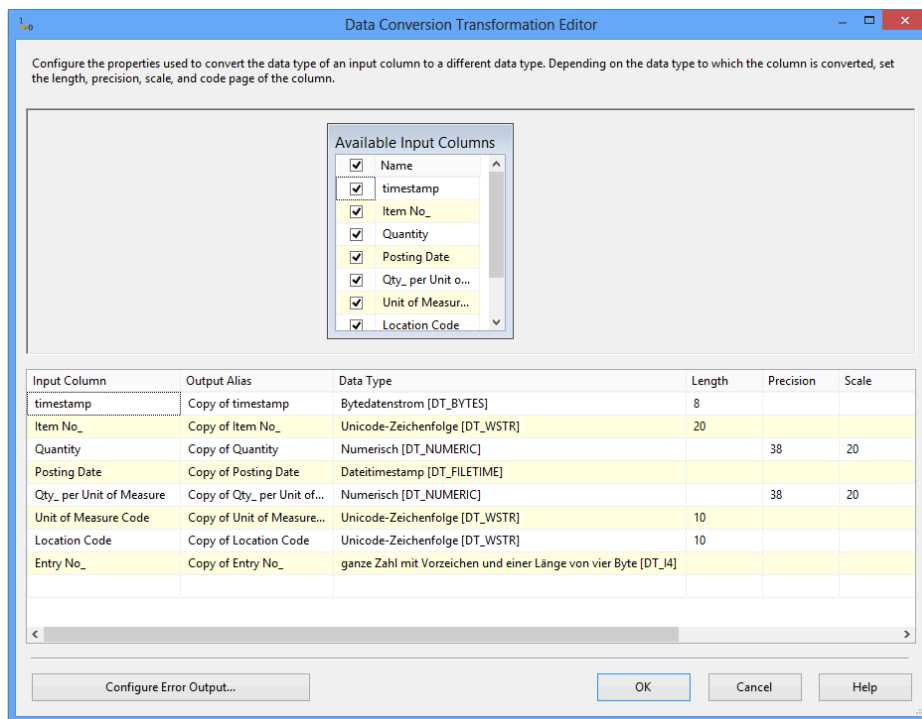 Data Conversion Transformation Editor
Configure the properties used to convert the data type of an input column to a different data type. Depending on the data type to which the column is converted, set
the length, precision, scale, and code page of the column.
Available Input Columns
Name
timestamp
Item No_
Quantity
Posting Date
Qty_ per Unit o...
Unit of Measur...
Location Code
Input Column Output Alias Data Type Length Precision Scale
timestamp Copy of timestamp Bytedatenstrom [DT_BYTES] 8
Item No_ Copy of Item No_ Unicode-Zeichenfolge [DT_WSTR] 20
Quantity Copy of Quantity Numerisch [DT_NUMERIC] 38 20
Posting Date Copy of Posting Date Dateitimestamp [DT_FILETIME]
Qty_ per Unit of Measure Copy of Qty_ per Unit of... Numerisch [DT_NUMERIC] 38 20
Unit of Measure Code Copy of Unit of Measure... Unicode-Zeichenfolge [DT_WSTR] 10
Location Code Copy of Location Code Unicode-Zeichenfolge [DT_WSTR] 10
Entry No_ Copy of Entry No_ ganze Zahl mit Vorzeichen und einer Länge von vier Byte [DT_I4]
Configure Error Output... OK Cancel Help